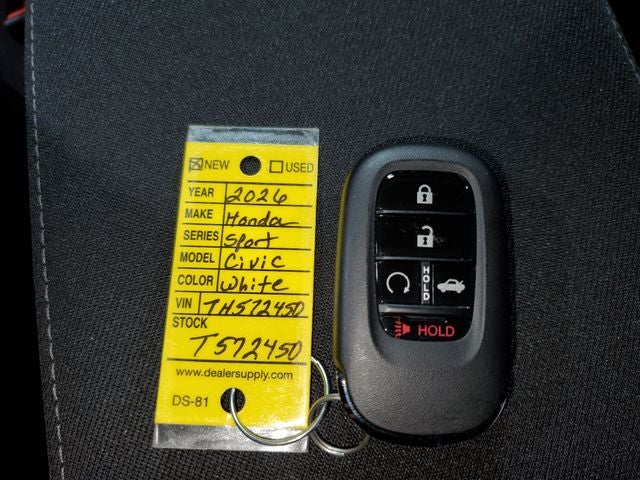 NEW USED
YEAR 2026
MAKE Honda
SERIES Sport
MODEL Civic
COLOR White
VIN TH572450
STOCK
T572450
www.dealersupply.com
DS-81
HOLD
HOLD